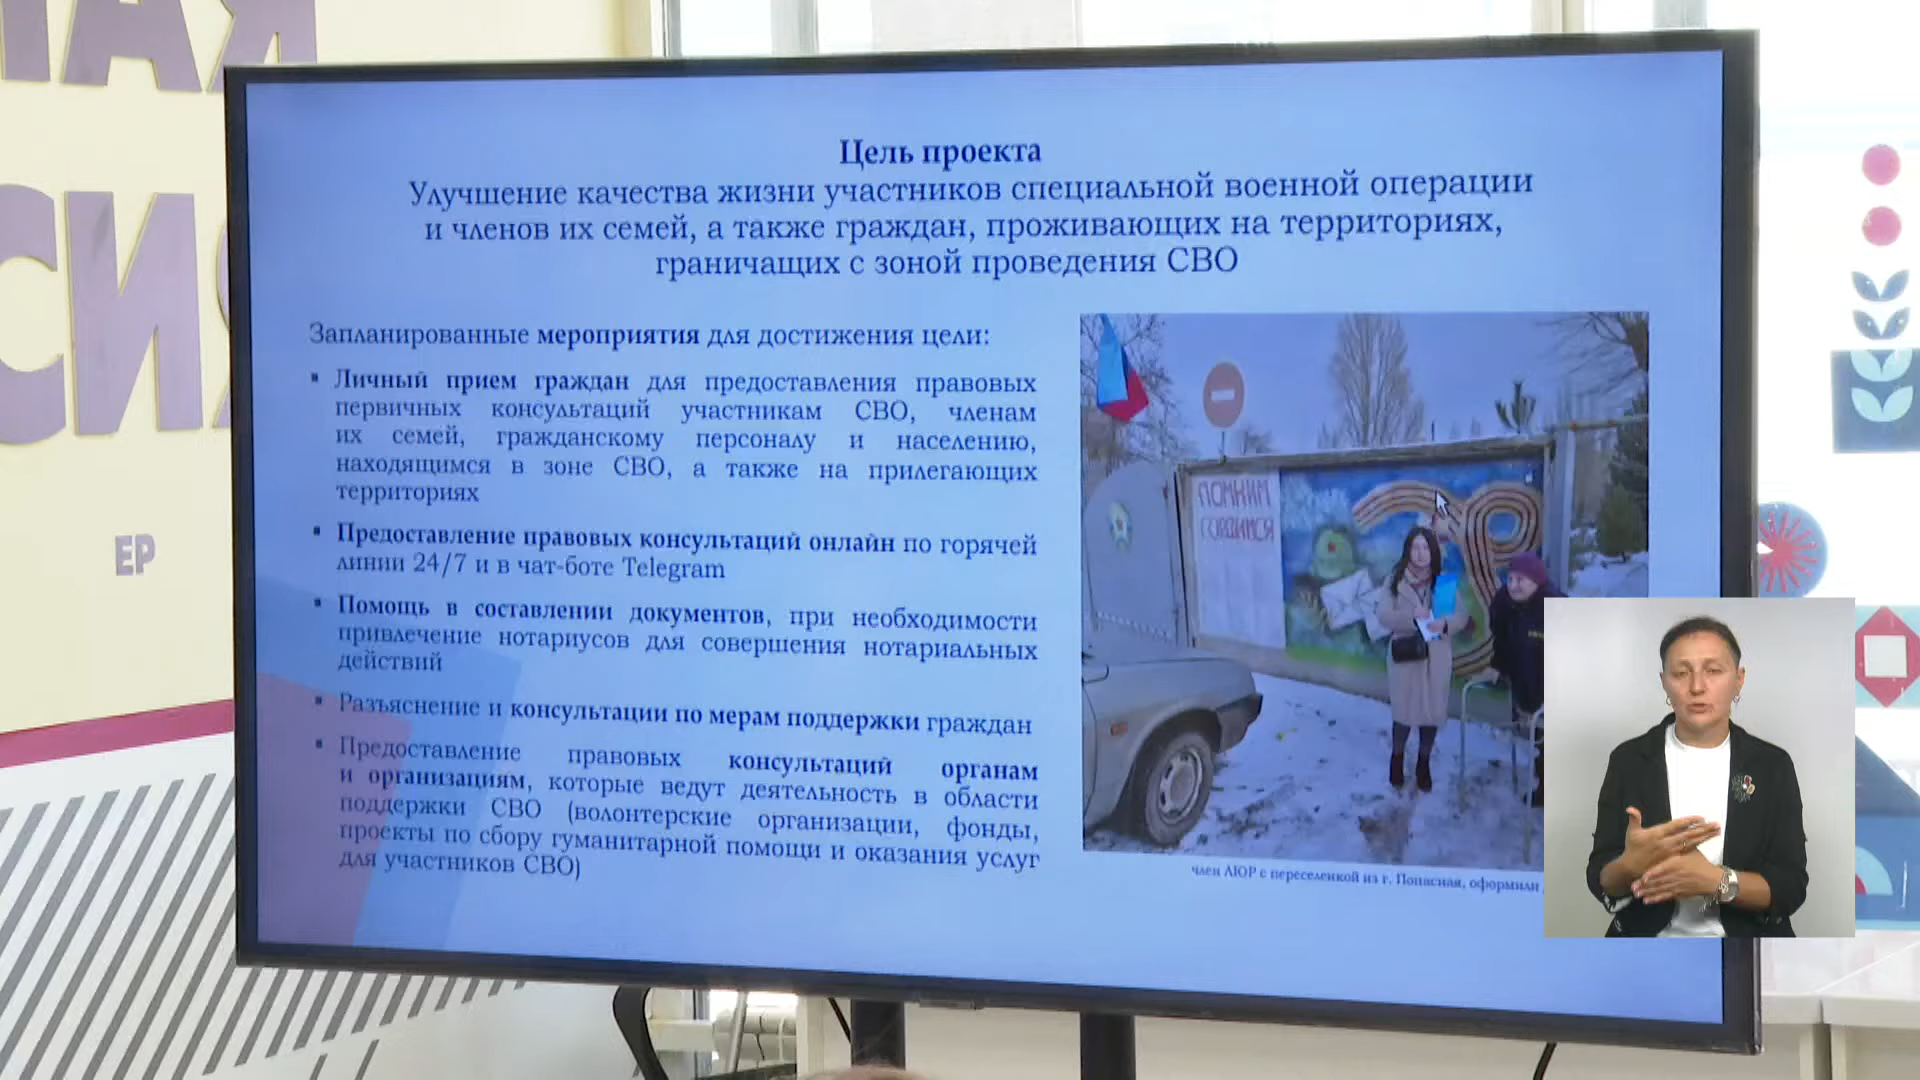 НАЯ
СИЯ
ЕР
Цель проекта
Улучшение качества жизни участников специальной военной операции
и членов их семей, а также граждан, проживающих на территориях,
граничащих с зоной проведения СВО
Запланированные мероприятия для достижения цели:
▪ Личный прием граждан для предоставления правовых
первичных консультаций участникам СВО, членам
их семей, гражданскому персоналу и населению,
находящимся в зоне СВО, а также на прилегающих
территориях
▪ Предоставление правовых консультаций онлайн по горячей
линии 24/7 и в чат-боте Telegram
▪ Помощь в составлении документов, при необходимости
привлечение нотариусов для совершения нотариальных
действий
▪ Разъяснение и консультации по мерам поддержки граждан
▪ Предоставление правовых консультаций органам
и организациям, которые ведут деятельность в области
поддержки СВО (волонтерские организации, фонды,
проекты по сбору гуманитарной помощи и оказания услуг
для участников СВО)
ПОМНИМ
ГОРДИМСЯ
член АЮР с переселенкой из г. Попасная, оформили